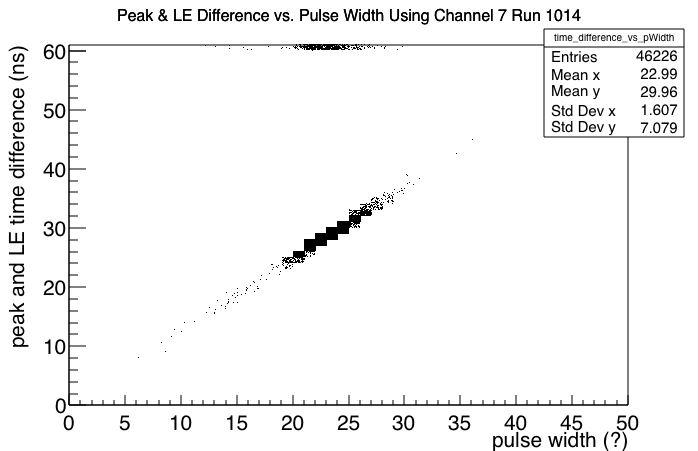 Peak & LE Difference vs. Pulse Width Using Channel 7 Run 1014
time_difference_vs_pWidth
Entries 46226
Mean x 22.99
Mean y 29.96
Std Dev x 1.607
Std Dev y 7.079
peak and LE time difference (ns)
60
50
40
30
20
10
0
0 5 10 15 20 25 30 35 40 45 50
pulse width (?)